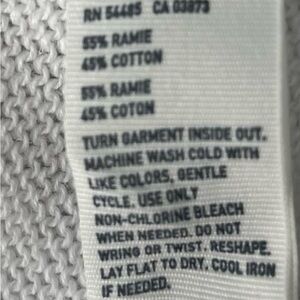 RN 54485 CA 03873
55% RAMIE
45% COTTON
55% RAMIE
45% COTON
TURN GARMENT INSIDE OUT.
MACHINE WASH COLD WITH
LIKE COLORS, GENTLE
CYCLE. USE ONLY
NON-CHLORINE BLEACH
WHEN NEEDED. DO NOT
WRING OR TWIST. RESHAPE.
LAY FLAT TO DRY. COOL IRON
IF NEEDED.